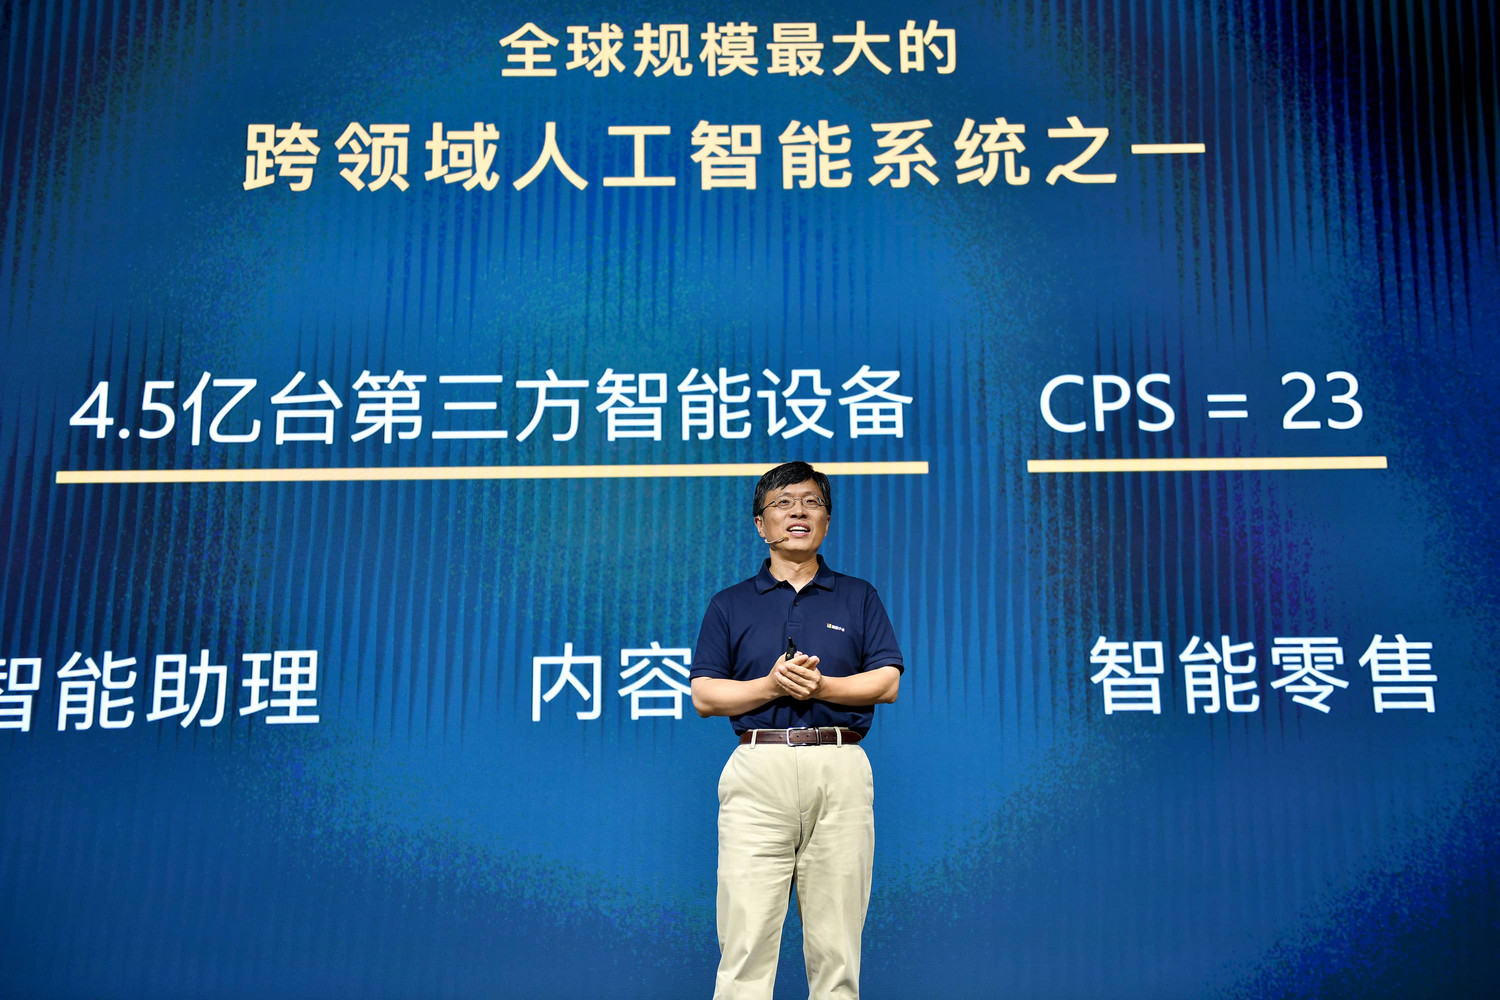 全球规模最大的
跨领域人工智能系统之一
4.5亿台第三方智能设备 CPS = 23
智能助理 内容 智能零售